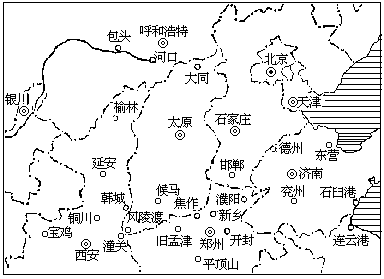 呼和浩特
包头
河口
北京
大同
银川
天津
榆林
太原
石家庄
德州
东营
延安
邯郸
济南
韩城
侯马
焦作
濮阳
兖州
石臼港
铜川
风陵渡
新乡
宝鸡
旧孟津
郑州
开封
连云港
西安
潼关
平顶山